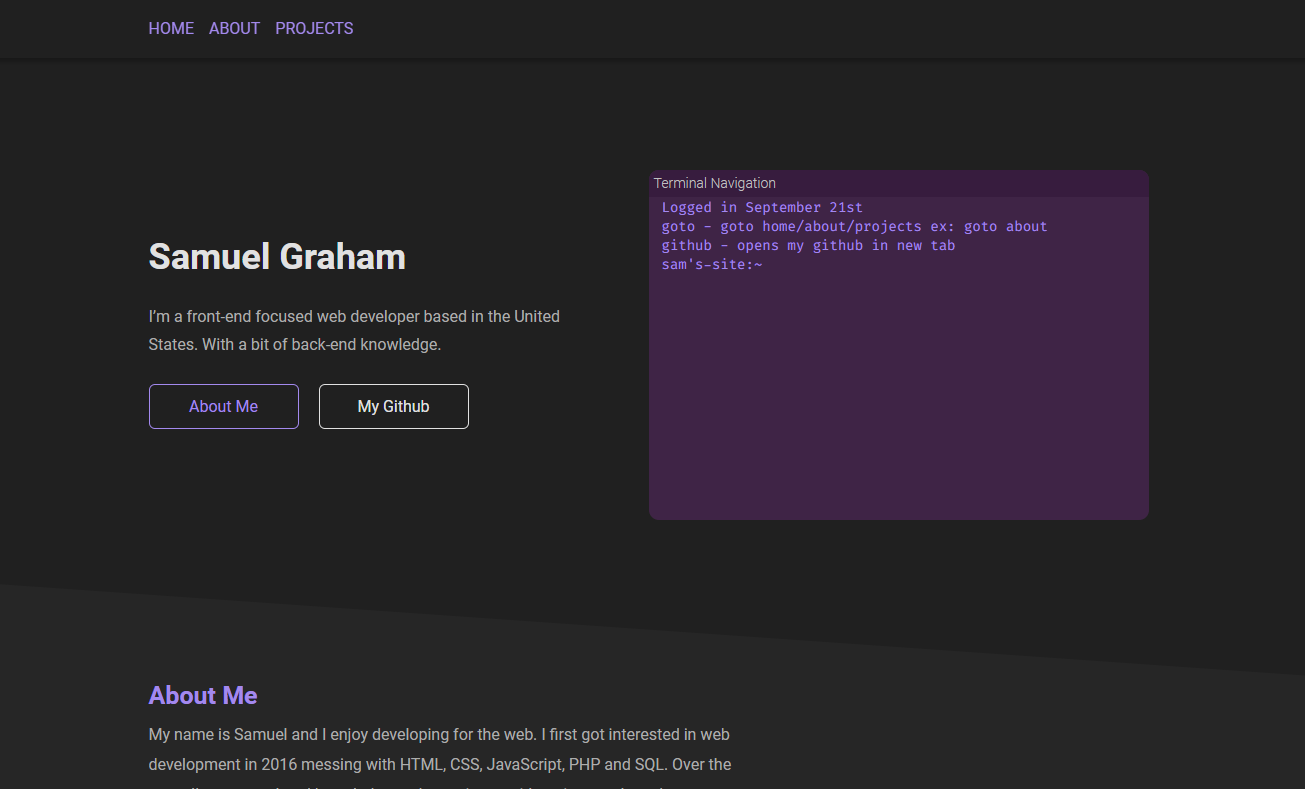 HOME ABOUT PROJECTS
Samuel Graham
I'm a front-end focused web developer based in the United
States. With a bit of back-end knowledge.
About Me My Github
Terminal Navigation
Logged in September 21st
goto - goto home/about/projects ex: goto about
github - opens my github in new tab
sam's-site:~
About Me
My name is Samuel and I enjoy developing for the web. I first got interested in web
development in 2016 messing with HTML, CSS, JavaScript, PHP and SQL. Over the